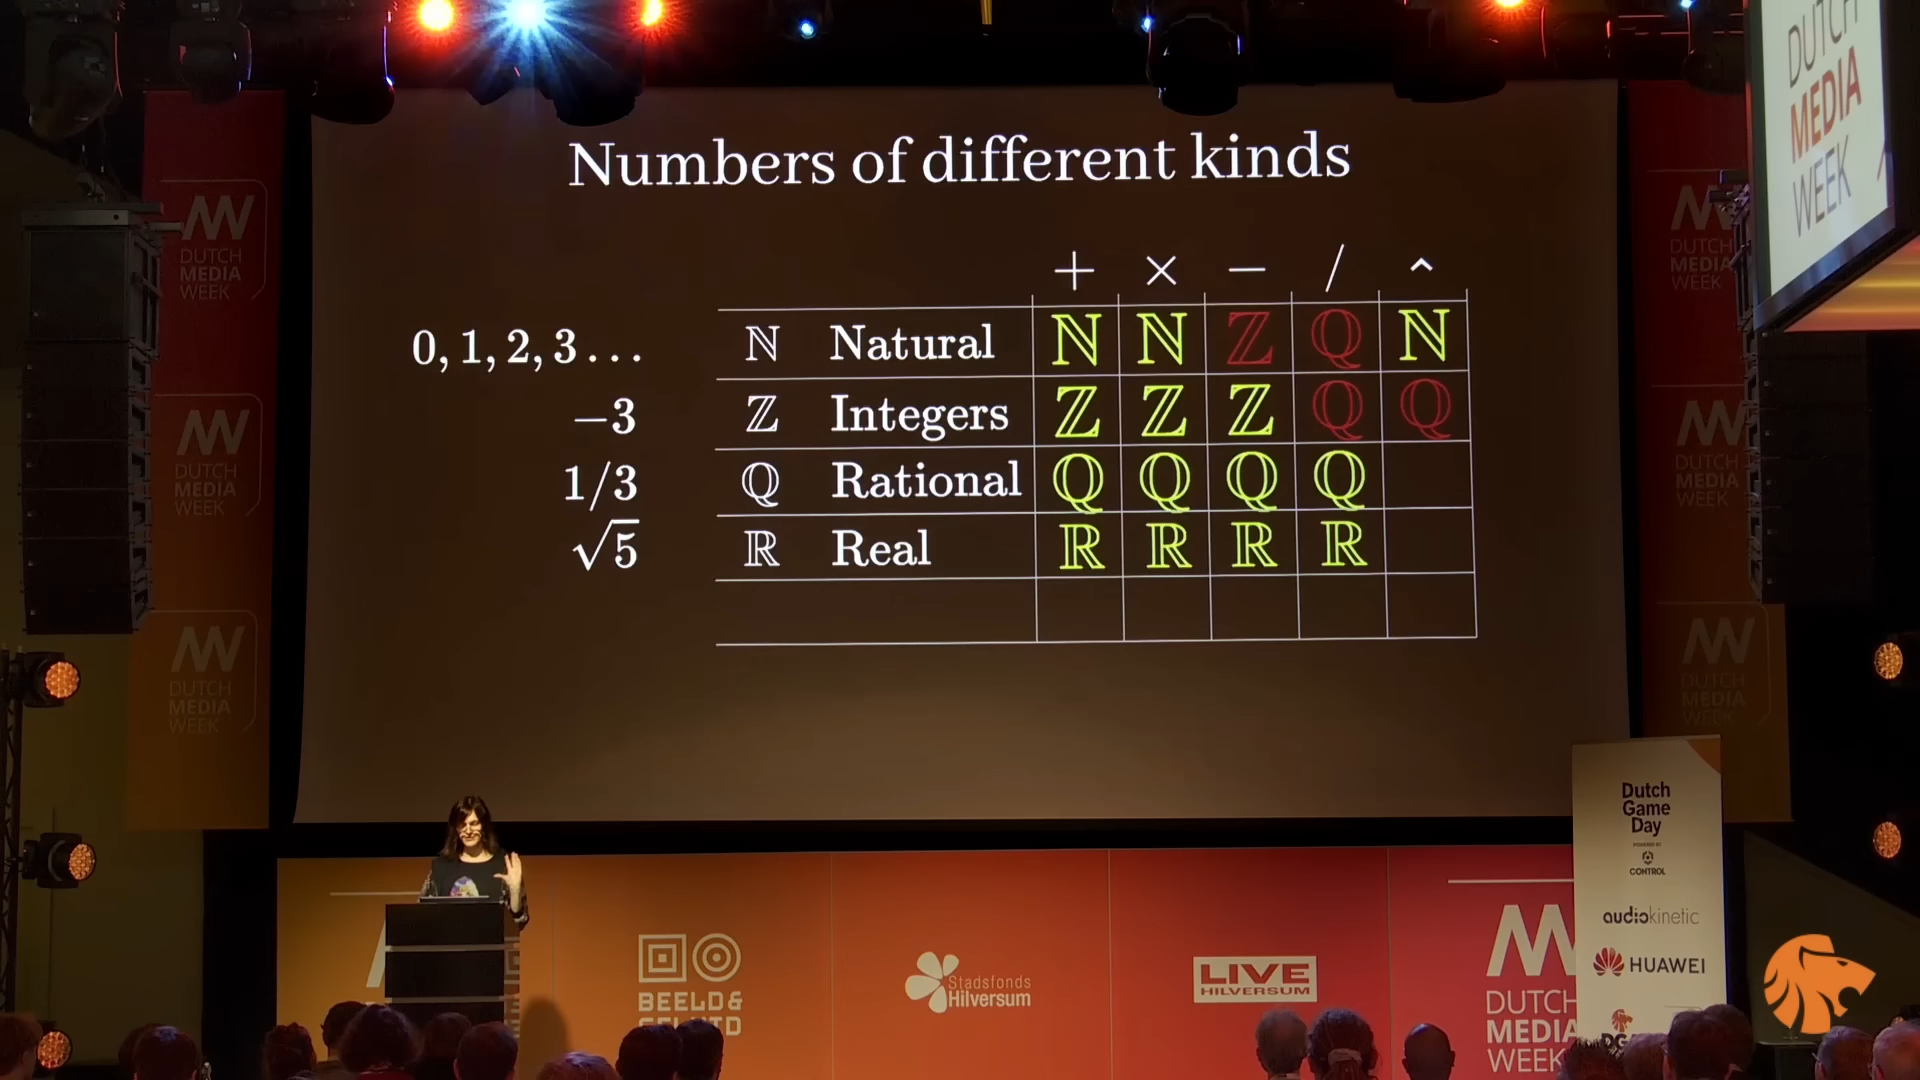 DUTCH
MEDIA
WEEK
Numbers of different kinds
+ × − / ^
0, 1, 2, 3 . . . ℕ Natural ℕ ℕ ℤ ℚ ℕ
−3 ℤ Integers ℤ ℤ ℤ ℚ ℚ
1/3 ℚ Rational ℚ ℚ ℚ ℚ
√5 ℝ Real ℝ ℝ ℝ ℝ
DUTCH
MEDIA
WEEK
DUTCH
MEDIA
WEEK
DUTCH
MEDIA
WEEK
DUTCH
MEDIA
WEEK
DUTCH
MEDIA
WEEK
DUTCH
MEDIA
WEEK
Dutch
Game
Day
POWERED BY
CONTROL
audiokinetic
HUAWEI
BEELD &
Stadsfonds
Hilversum
LIVE
HILVERSUM
DUTCH
MEDIA
WEEK